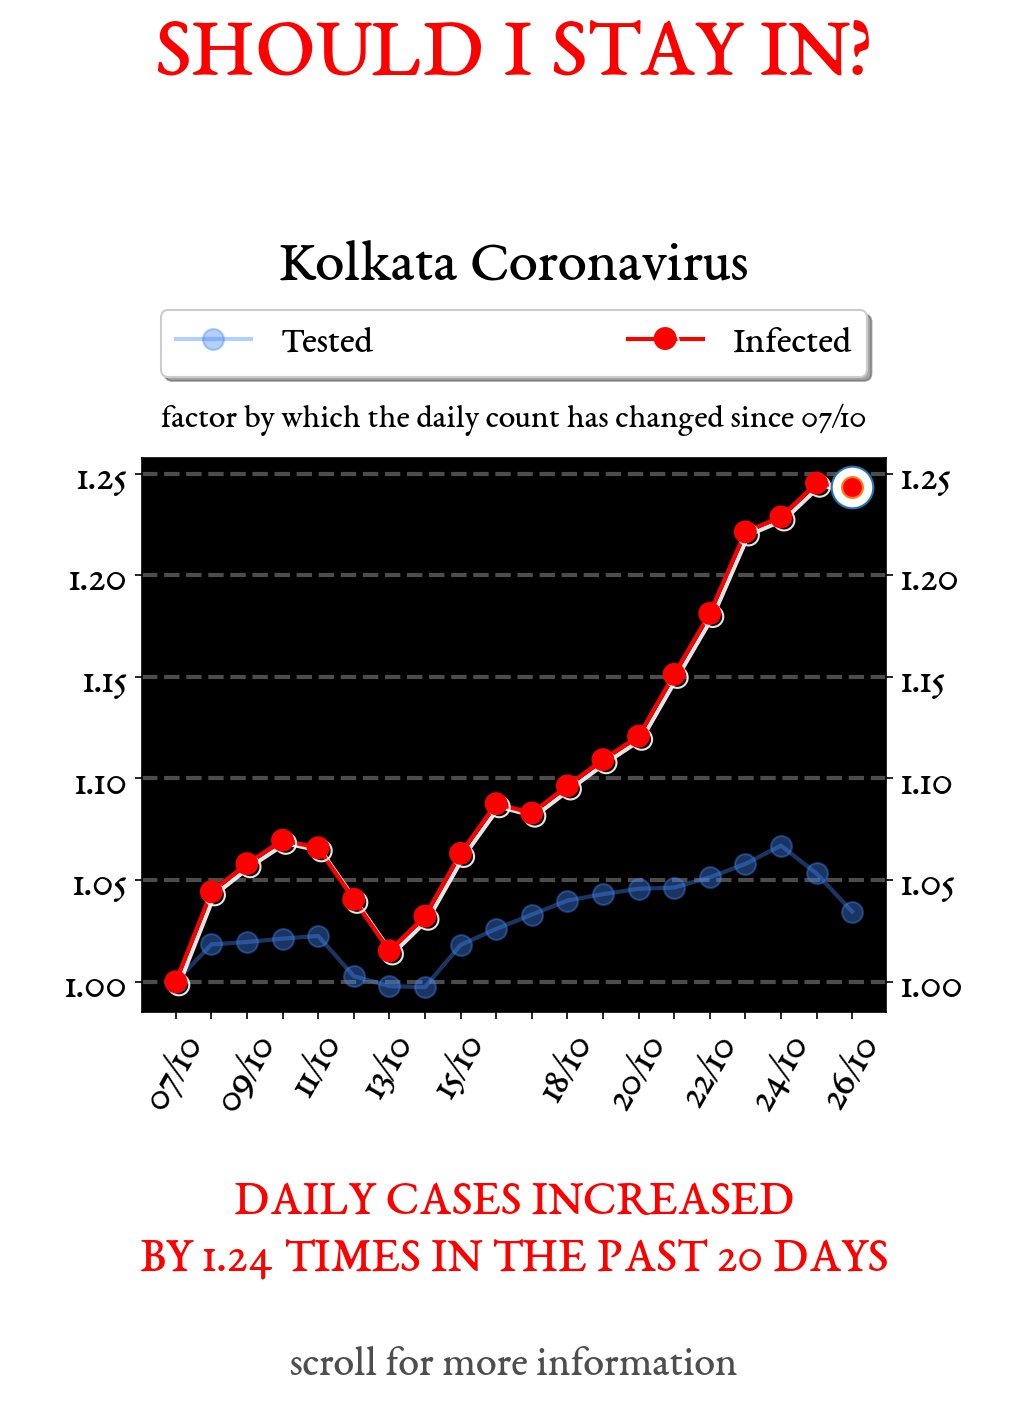 SHOULD I STAY IN?
Kolkata Coronavirus
Tested Infected
factor by which the daily count has changed since 07/10
1.25 1.25
1.20 1.20
1.15 1.15
1.10 1.10
1.05 1.05
1.00 1.00
07/10 09/10 11/10 13/10 15/10 18/10 20/10 22/10 24/10 26/10
DAILY CASES INCREASED
BY 1.24 TIMES IN THE PAST 20 DAYS
scroll for more information